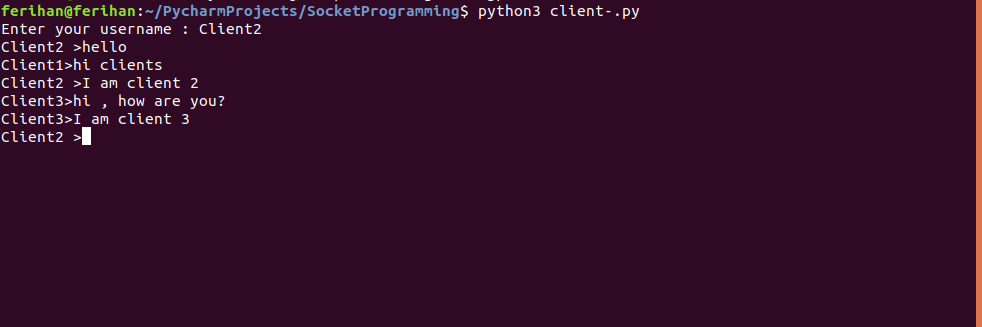 ferihan@ferihan:~/PycharmProjects/SocketProgramming$ python3 client-.py
Enter your username : Client2
Client2 >hello
Client1>hi clients
Client2 >I am client 2
Client3>hi , how are you?
Client3>I am client 3
Client2 >